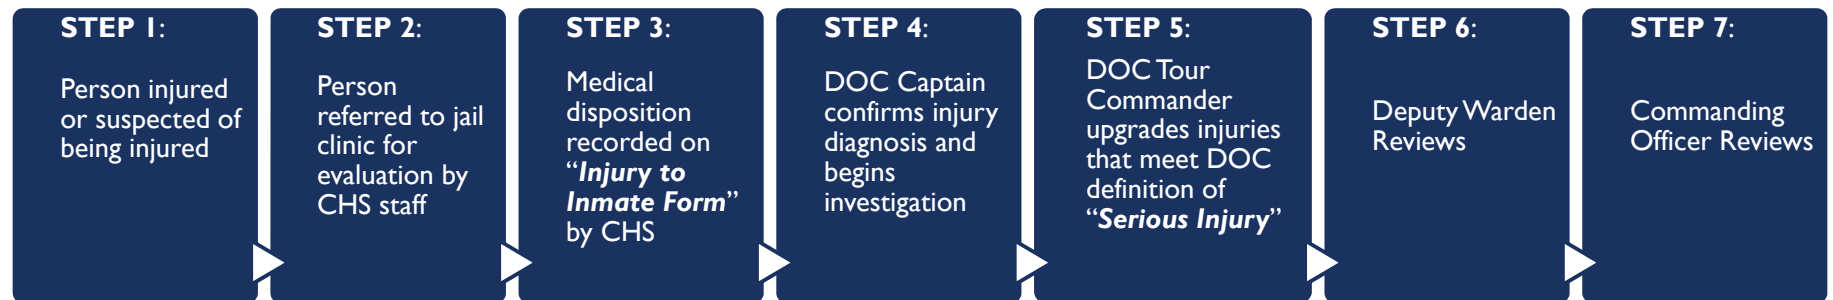 STEP 1:
Person injured
or suspected of
being injured
STEP 2:
Person
referred to jail
clinic for
evaluation by
CHS staff
STEP 3:
Medical
disposition
recorded on
“Injury to
Inmate Form”
by CHS
STEP 4:
DOC Captain
confirms injury
diagnosis and
begins
investigation
STEP 5:
DOC Tour
Commander
upgrades injuries
that meet DOC
definition of
“Serious Injury”
STEP 6:
Deputy Warden
Reviews
STEP 7:
Commanding
Officer Reviews